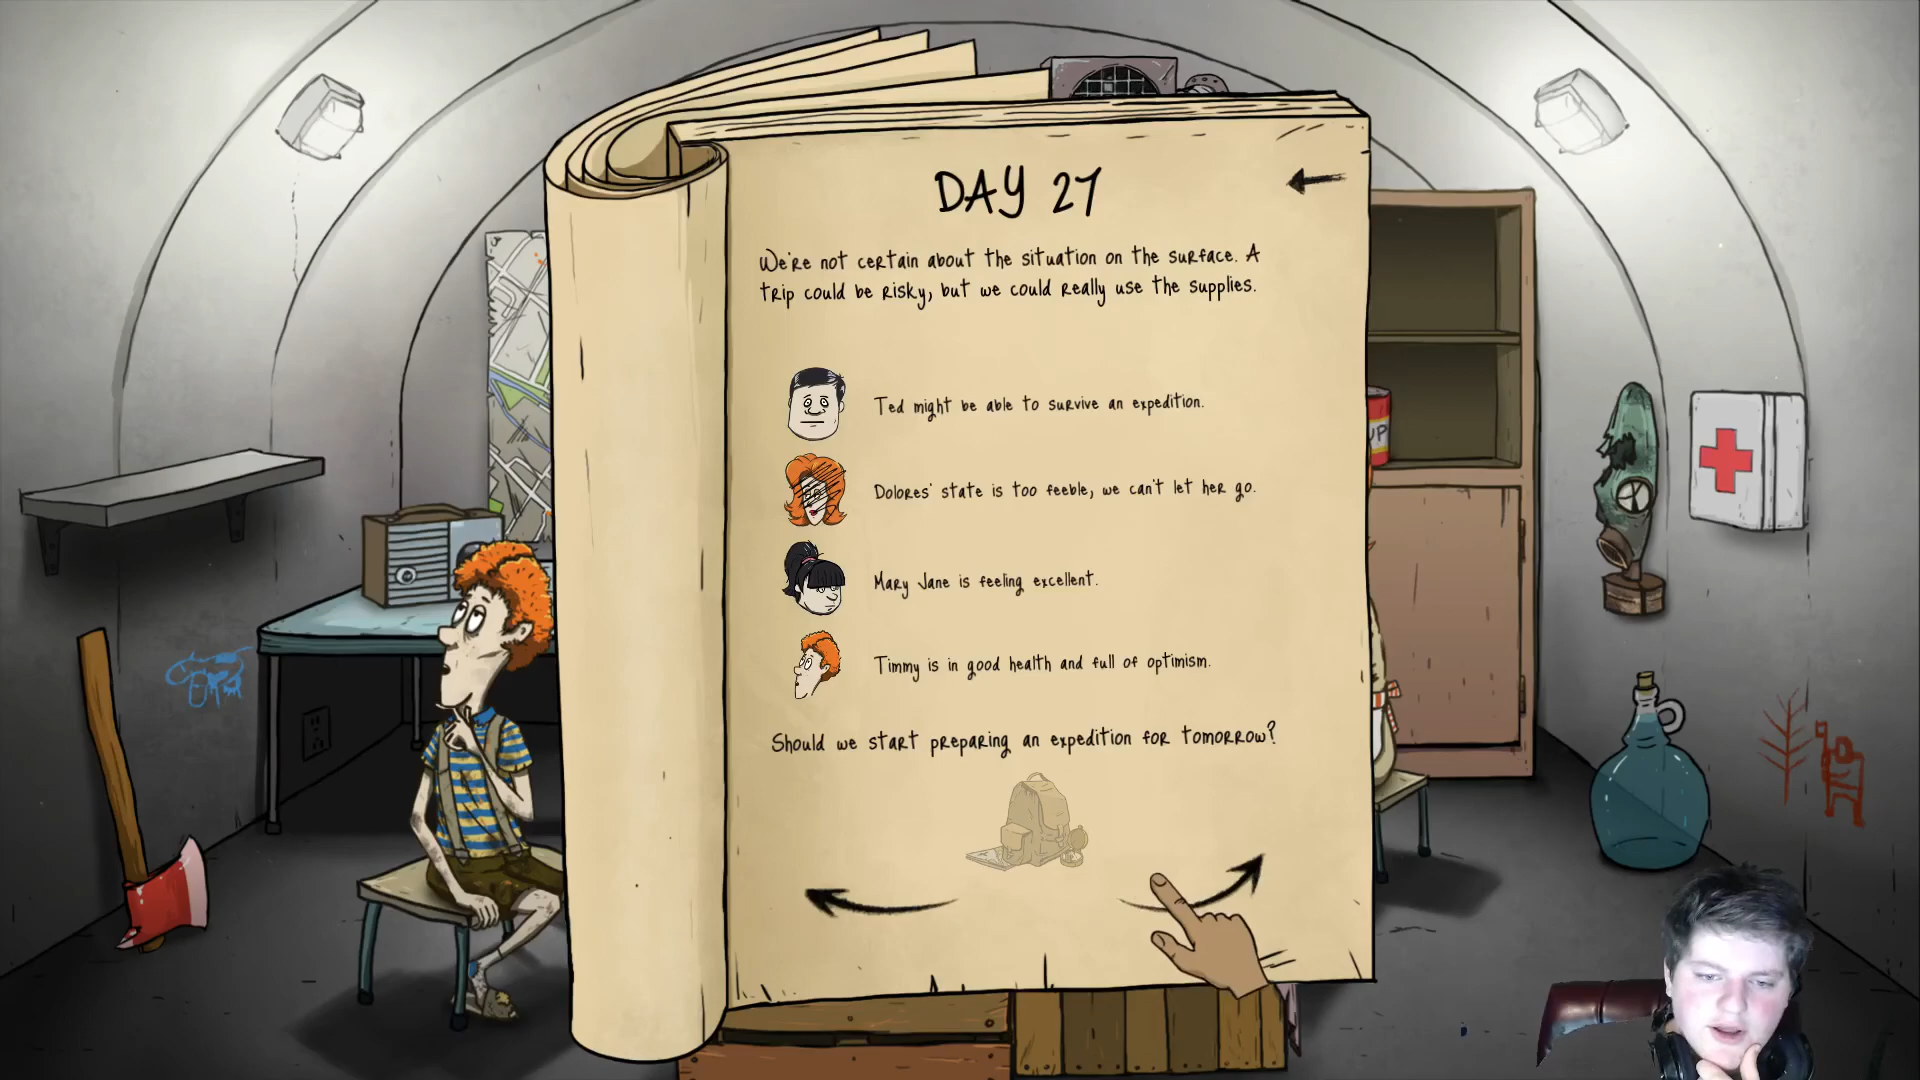 DAY 27
We're not certain about the situation on the surface. A
trip could be risky, but we could really use the supplies.
Ted might be able to survive an expedition.
Dolores' state is too feeble, we can't let her go.
Mary Jane is feeling excellent.
Timmy is in good health and full of optimism.
Should we start preparing an expedition for tomorrow?
UP